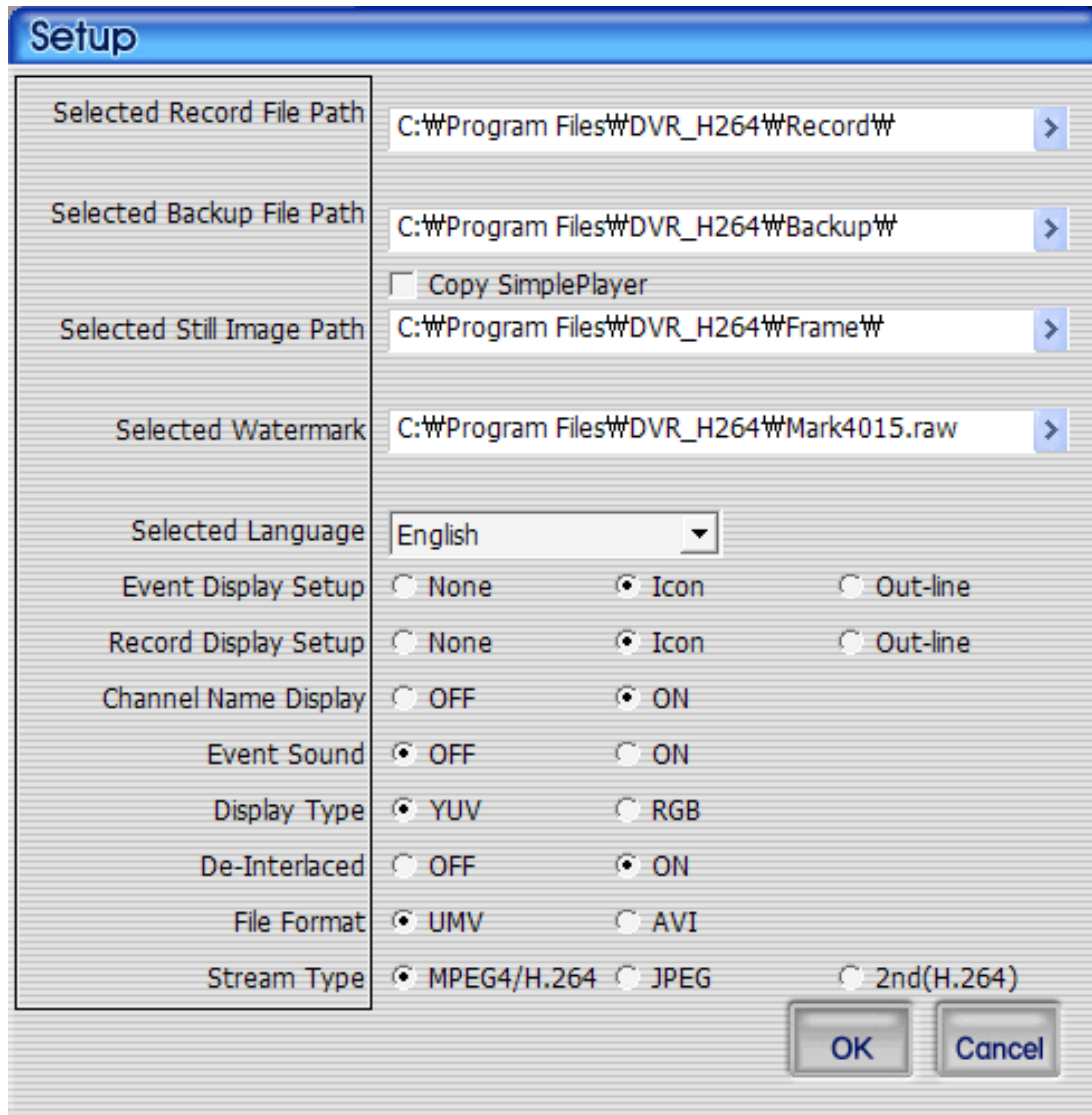 Setup
Selected Record File Path C:₩Program Files₩DVR_H264₩Record₩
Selected Backup File Path C:₩Program Files₩DVR_H264₩Backup₩
Copy SimplePlayer
Selected Still Image Path C:₩Program Files₩DVR_H264₩Frame₩
Selected Watermark C:₩Program Files₩DVR_H264₩Mark4015.raw
Selected Language English
Event Display Setup None Icon Out-line
Record Display Setup None Icon Out-line
Channel Name Display OFF ON
Event Sound OFF ON
Display Type YUV RGB
De-Interlaced OFF ON
File Format UMV AVI
Stream Type MPEG4/H.264 JPEG 2nd(H.264)
OK Cancel